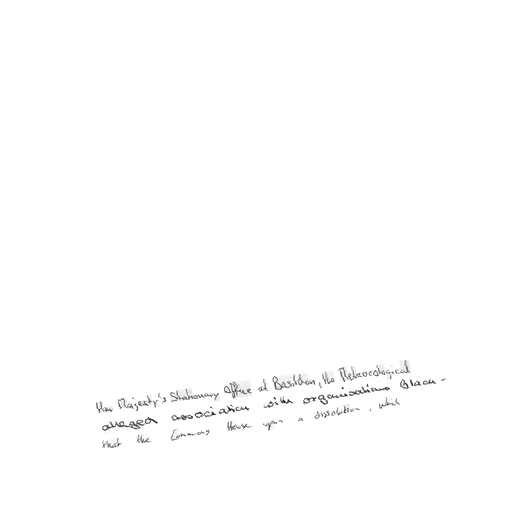 Her Majesty's Stationary Office at Basildon, the Meteorological
alleged association with organisations black-
that the Commons House upon a dissolution, which